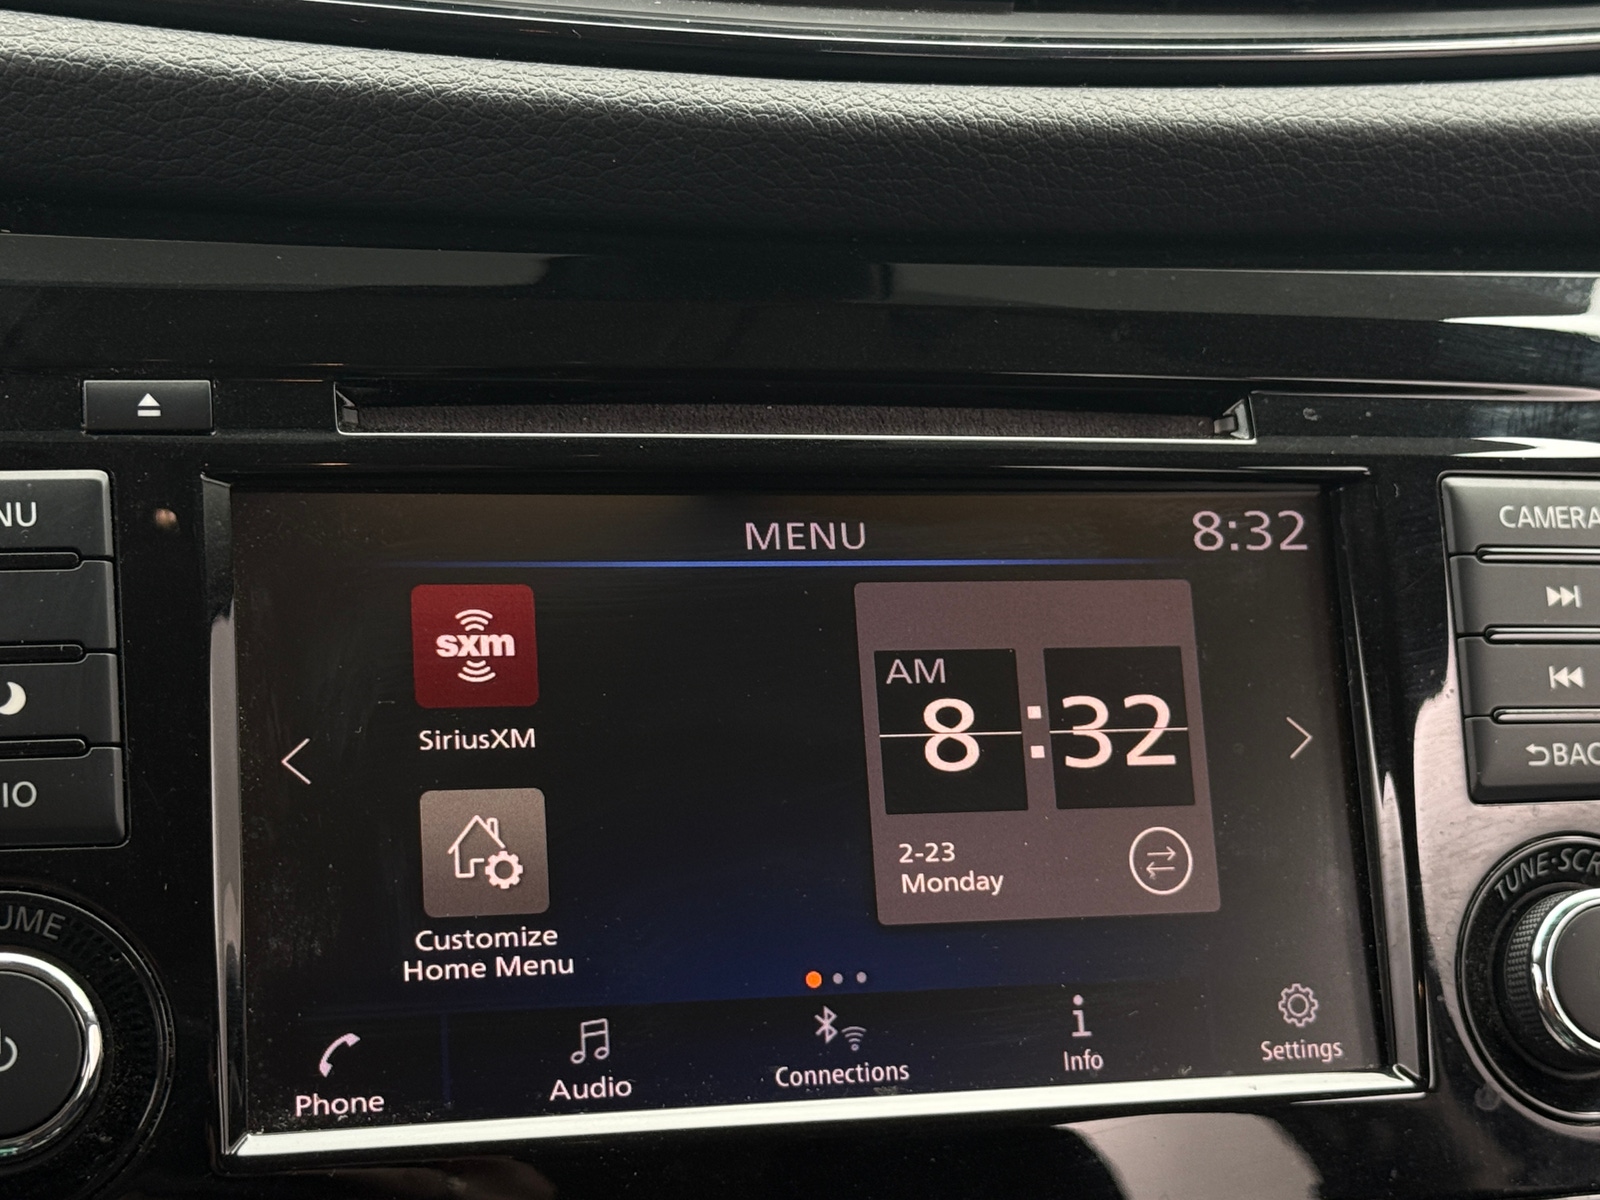 NU
IO
UME
MENU
8:32
sxm
SiriusXM
Customize
Home Menu
AM
8:32
2-23
Monday
Phone
Audio
Connections
Info
Settings
CAMERA
BAC
TUNE·SCR